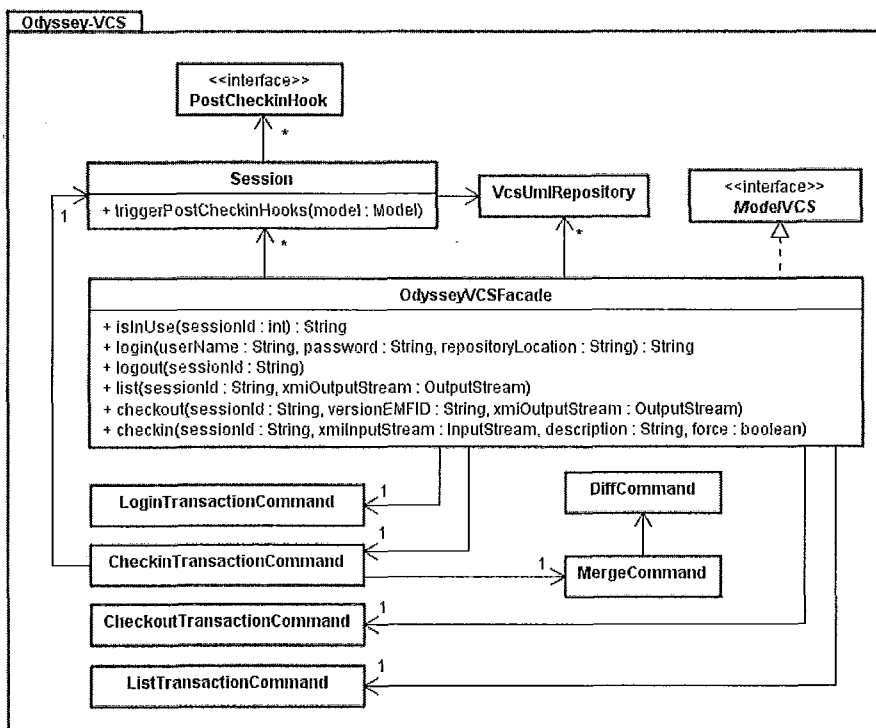 Odyssey-VCS
<<interface>>
PostCheckinHook
*
Session
+ triggerPostCheckinHooks(model : Model)
1
VcsUmlRepository
<<interface>>
ModelVCS
*
*
OdysseyVCSFacade
+ isInUse(sessionId : int) : String
+ login(userName : String, password : String, repositoryLocation : String) : String
+ logout(sessionId : String)
+ list(sessionId : String, xmiOutputStream : OutputStream)
+ checkout(sessionId : String, versionEMFID : String, xmiOutputStream : OutputStream)
+ checkin(sessionId : String, xmiInputStream : InputStream, description : String, force : boolean)
LoginTransactionCommand
1
DiffCommand
CheckinTransactionCommand
1
1
MergeCommand
CheckoutTransactionCommand
1
ListTransactionCommand
1